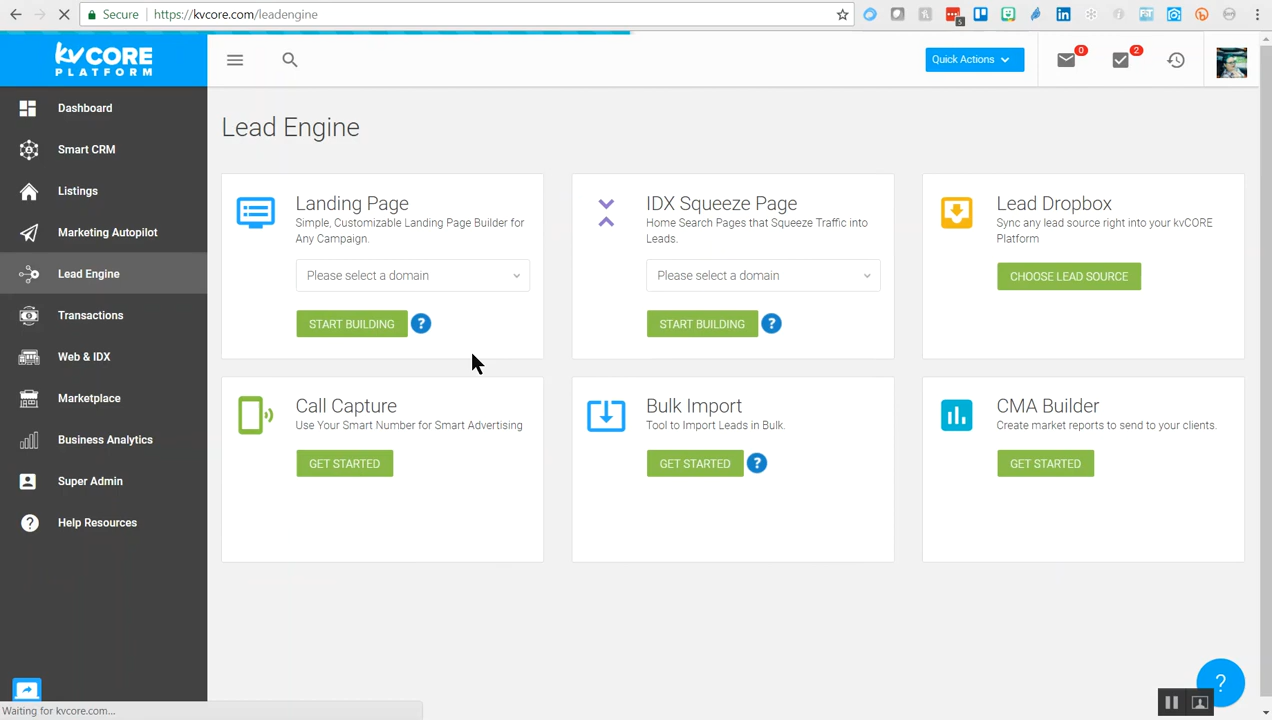 Secure
https://kvcore.com/leadengine
5
kvCORE
PLATFORM
Quick Actions
0
2
Dashboard
Smart CRM
Listings
Marketing Autopilot
Lead Engine
Transactions
Web & IDX
Marketplace
Business Analytics
Super Admin
Help Resources
Lead Engine
Landing Page
Simple, Customizable Landing Page Builder for
Any Campaign.
Please select a domain
START BUILDING
?
IDX Squeeze Page
Home Search Pages that Squeeze Traffic into
Leads.
Please select a domain
START BUILDING
?
Lead Dropbox
Sync any lead source right into your kvCORE
Platform
CHOOSE LEAD SOURCE
Call Capture
Use Your Smart Number for Smart Advertising
GET STARTED
Bulk Import
Tool to Import Leads in Bulk.
GET STARTED
?
CMA Builder
Create market reports to send to your clients.
GET STARTED
?
Waiting for kvcore.com...